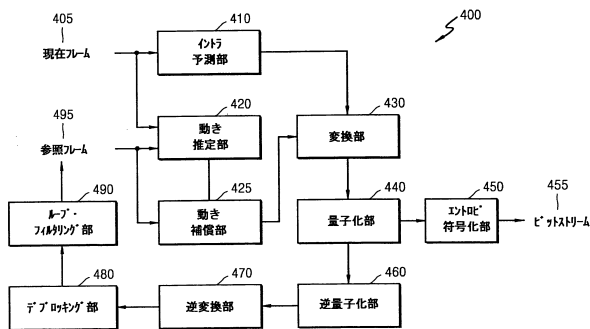 405
現在フレーム
410
イントラ
予測部
400
495
参照フレーム
420
動き
推定部
430
変換部
490
ループ・
フィルタリング部
425
動き
補償部
440
量子化部
450
エントロピ
符号化部
455
ビットストリーム
480
デブロッキング部
470
逆変換部
460
逆量子化部